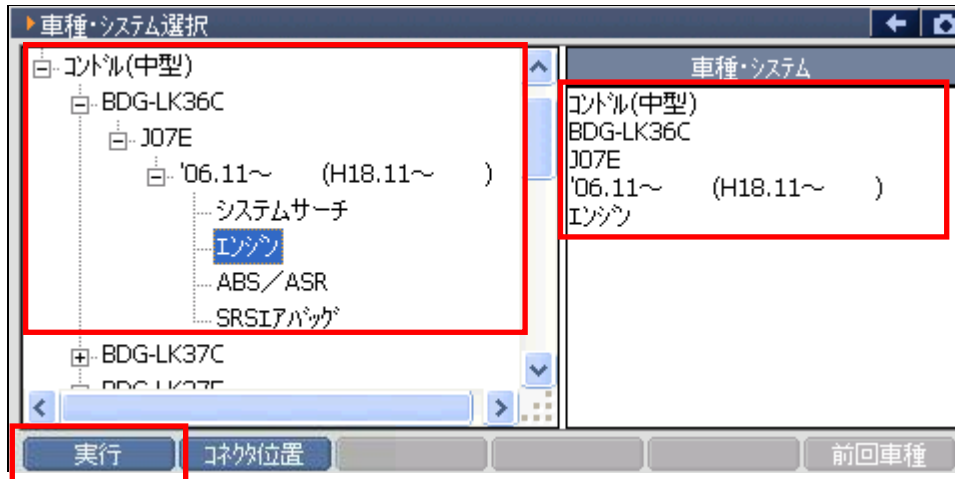 車種・システム選択
コンドル(中型)
BDG-LK36C
J07E
'06.11～ (H18.11～ )
システムサーチ
エンジン
ABS／ASR
SRSエアバッグ
BDG-LK37C
車種・システム
コンドル(中型)
BDG-LK36C
J07E
'06.11～ (H18.11～ )
エンジン
実行
コネクタ位置
前回車種